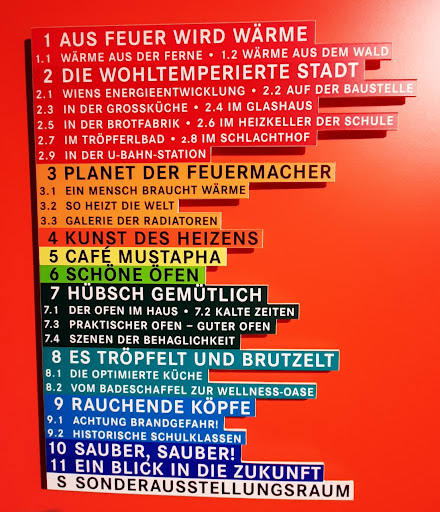 1 AUS FEUER WIRD WÄRME
1.1 WÄRME AUS DER FERNE • 1.2 WÄRME AUS DEM WALD
2 DIE WOHLTEMPERIERTE STADT
2.1 WIENS ENERGIEENTWICKLUNG • 2.2 AUF DER BAUSTELLE
2.3 IN DER GROSSKÜCHE • 2.4 IM GLASHAUS
2.5 IN DER BROTFABRIK • 2.6 IM HEIZKELLER DER SCHULE
2.7 IM TRÖPFERLBAD • 2.8 IM SCHLACHTHOF
2.9 IN DER U-BAHN-STATION
3 PLANET DER FEUERMACHER
3.1 EIN MENSCH BRAUCHT WÄRME
3.2 SO HEIZT DIE WELT
3.3 GALERIE DER RADIATOREN
4 KUNST DES HEIZENS
5 CAFÉ MUSTAPHA
6 SCHÖNE ÖFEN
7 HÜBSCH GEMÜTLICH
7.1 DER OFEN IM HAUS • 7.2 KALTE ZEITEN
7.3 PRAKTISCHER OFEN – GUTER OFEN
7.4 SZENEN DER BEHAGLICHKEIT
8 ES TRÖPFELT UND BRUTZELT
8.1 DIE OPTIMIERTE KÜCHE
8.2 VOM BADESCHAFFEL ZUR WELLNESS-OASE
9 RAUCHENDE KÖPFE
9.1 ACHTUNG BRANDGEFAHR!
9.2 HISTORISCHE SCHULKLASSEN
10 SAUBER, SAUBER!
11 EIN BLICK IN DIE ZUKUNFT
S SONDERAUSSTELLUNGSRAUM